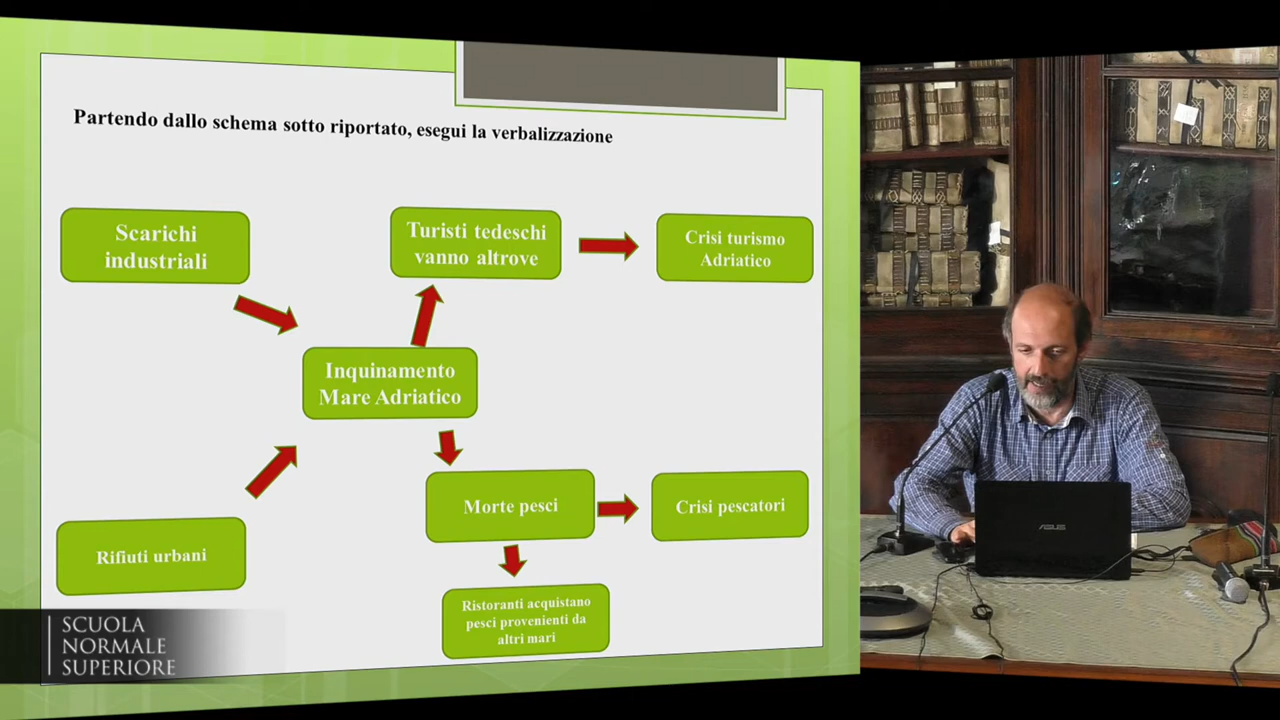 Partendo dallo schema sotto riportato, esegui la verbalizzazione
Scarichi
industriali
Turisti tedeschi
vanno altrove
Crisi turismo
Adriatico
Inquinamento
Mare Adriatico
Morte pesci
Crisi pescatori
Rifiuti urbani
Ristoranti acquistano
pesci provenienti da
altri mari
SCUOLA
NORMALE
SUPERIORE
ASUS